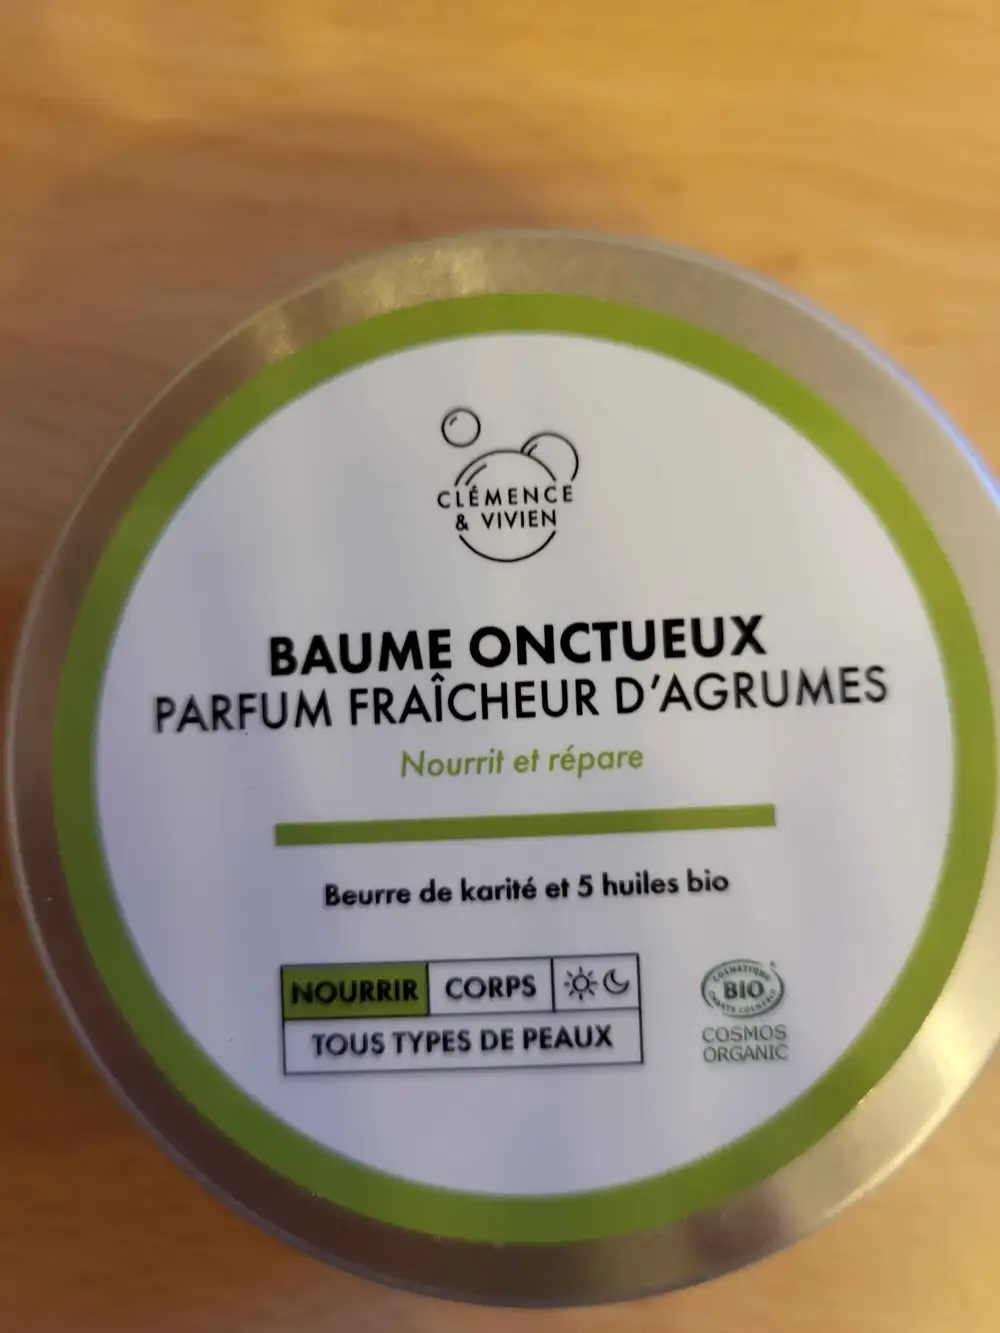 CLÉMENCE
& VIVIEN
BAUME ONCTUEUX
PARFUM FRAÎCHEUR D'AGRUMES
Nourrit et répare
Beurre de karité et 5 huiles bio
NOURRIR CORPS
TOUS TYPES DE PEAUX
COSMÉTIQUE
BIO
COSMOS
ORGANIC